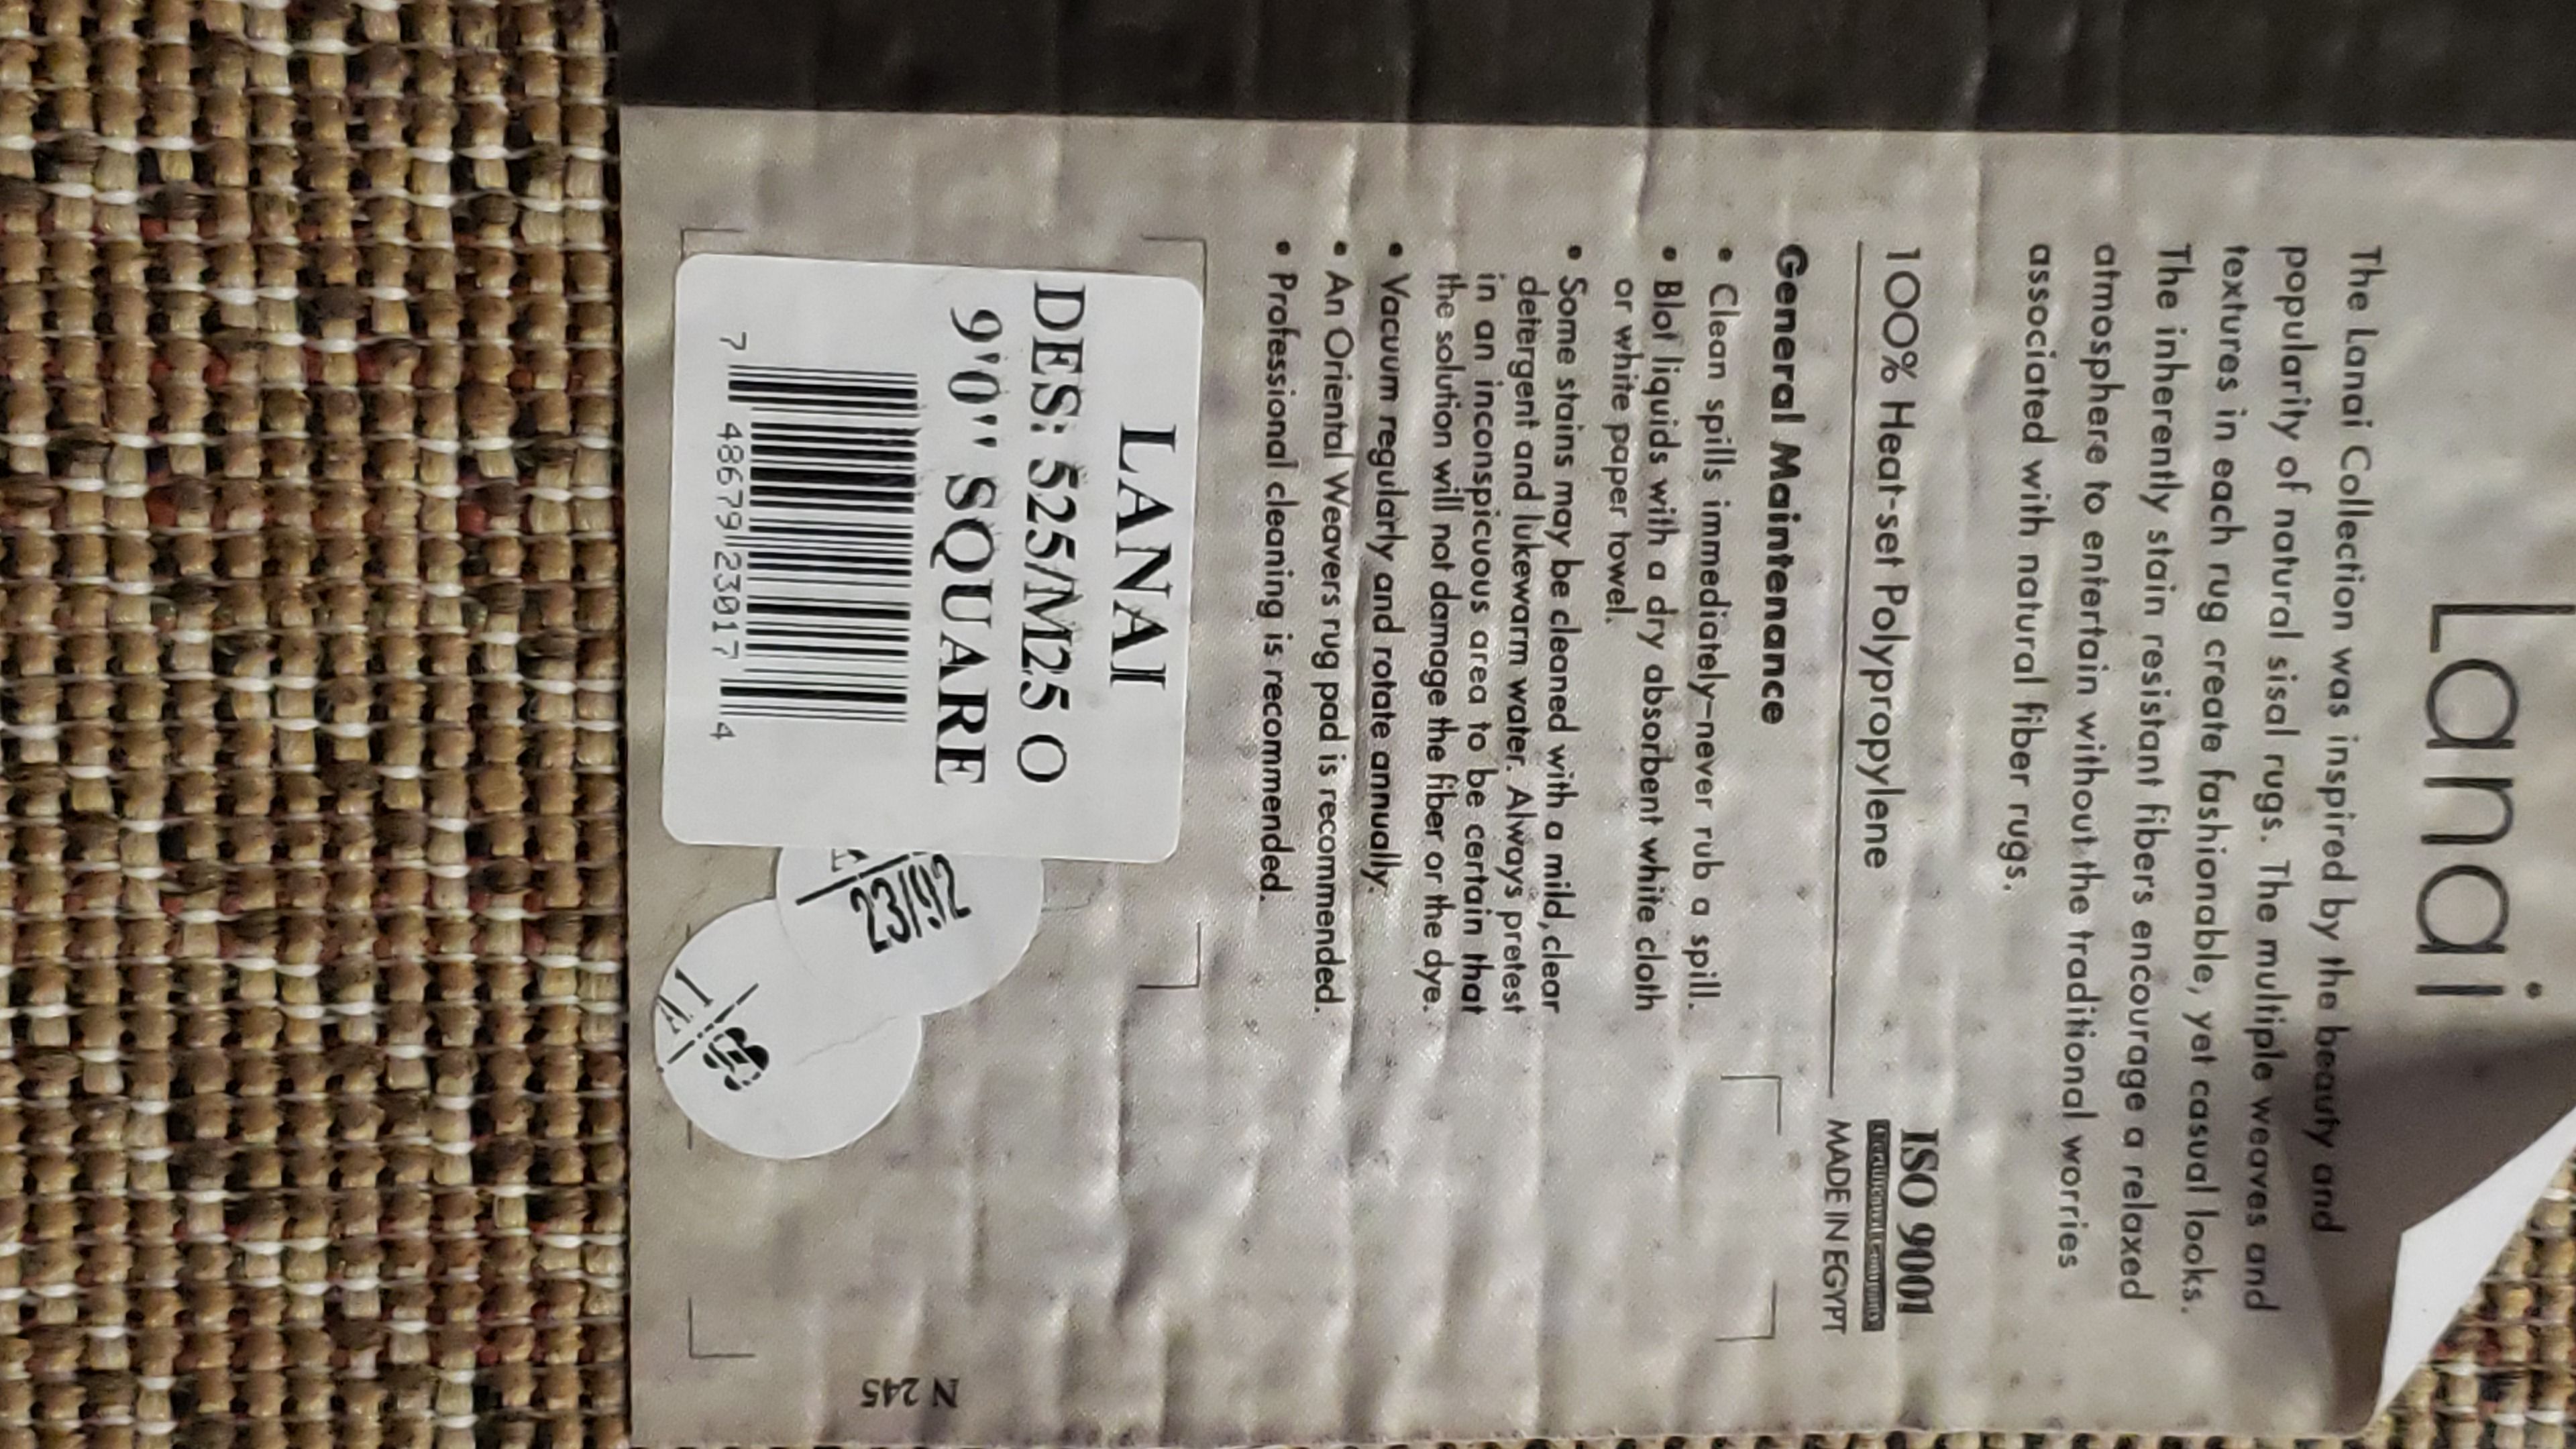 Lanai
The Lanai Collection was inspired by the beauty and
popularity of natural sisal rugs. The multiple weaves and
textures in each rug create fashionable, yet casual looks.
The inherently stain resistant fibers encourage a relaxed
atmosphere to entertain without the traditional worries
associated with natural fiber rugs.
100% Heat-set Polypropylene
ISO 9001
MADE IN EGYPT
General Maintenance
• Clean spills immediately–never rub a spill.
• Blot liquids with a dry absorbent white cloth
or white paper towel.
• Some stains may be cleaned with a mild, clear
detergent and lukewarm water. Always pretest
in an inconspicuous area to be certain that
the solution will not damage the fiber or the dye.
• Vacuum regularly and rotate annually.
• An Oriental Weavers rug pad is recommended.
• Professional cleaning is recommended.
LANAI
DES: 525/M25 O
9'0'' SQUARE
7 48679 23017 4
23/92
A1
N 245